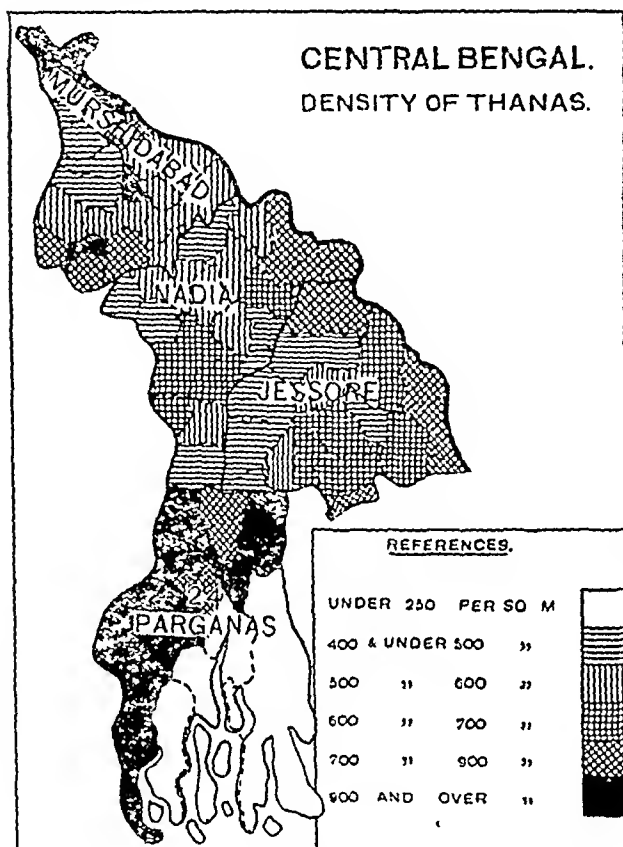 CENTRAL BENGAL.
DENSITY OF THANAS.
MURSHIDABAD
NADIA
JESSORE
24
PARGANAS
REFERENCES.
UNDER 250 PER SQ M
400 & UNDER 500 "
500 " 600 "
600 " 700 "
700 " 900 "
900 AND OVER "